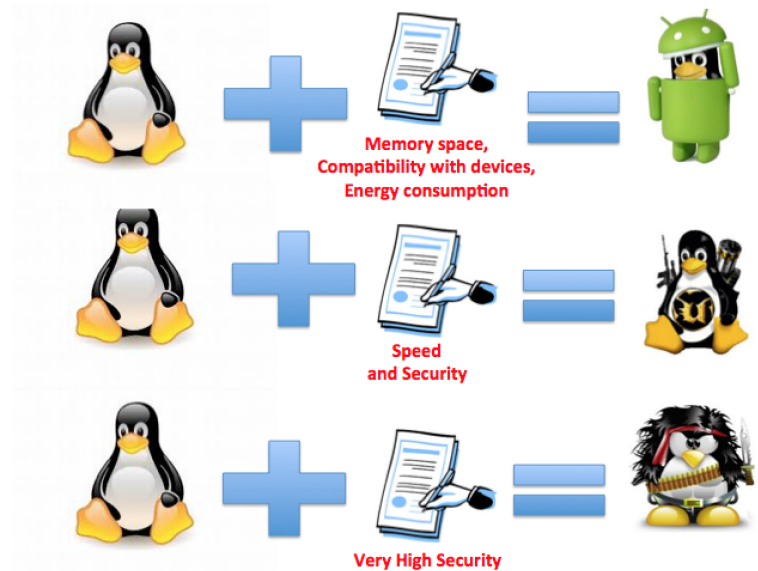 Memory space,
Compatibility with devices,
Energy consumption
Speed
and Security
Very High Security